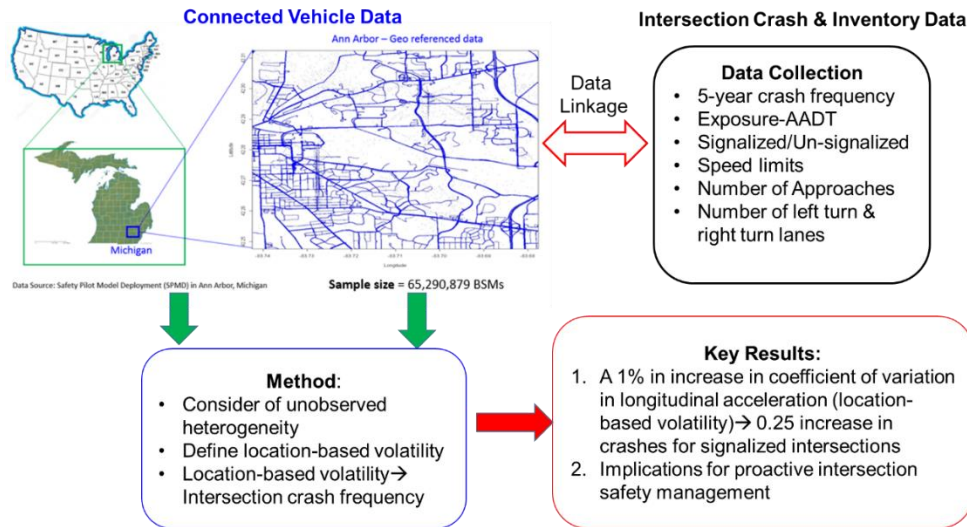 Connected Vehicle Data
Intersection Crash & Inventory Data
Ann Arbor – Geo referenced data
Latitude
Longitude
Michigan
Data Source: Safety Pilot Model Deployment (SPMD) in Ann Arbor, Michigan
Sample size = 65,290,879 BSMs
Data
Linkage
Data Collection
• 5-year crash frequency
• Exposure-AADT
• Signalized/Un-signalized
• Speed limits
• Number of Approaches
• Number of left turn &
right turn lanes
Method:
• Consider of unobserved
heterogeneity
• Define location-based volatility
• Location-based volatility→
Intersection crash frequency
Key Results:
1. A 1% in increase in coefficient of variation
in longitudinal acceleration (location-
based volatility)→ 0.25 increase in
crashes for signalized intersections
2. Implications for proactive intersection
safety management